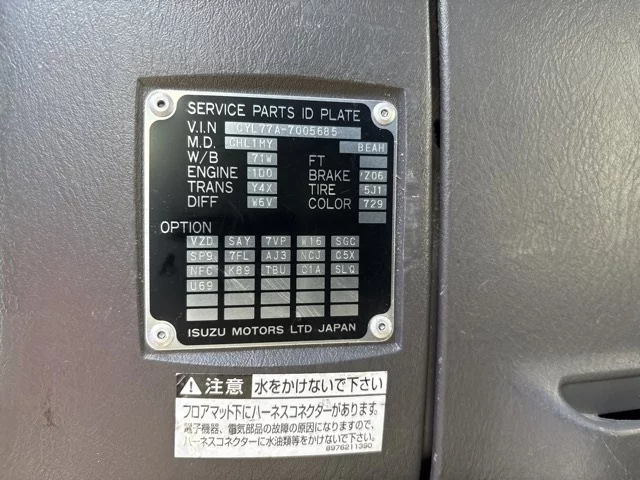 SERVICE PARTS ID PLATE
V.I.N CYL77A-7005685
M.D. CHL1MY BEAH
W/B 71W FT
ENGINE 1D0 BRAKE Z06
TRANS Y4X TIRE 5J1
DIFF W6V COLOR 729
OPTION
VZD SAY 7VP W16 SGC
SP9 7FL AJ3 NCJ C5X
NFC K89 TBU C1A SLQ
U69
ISUZU MOTORS LTD JAPAN
注意 水をかけないで下さい
フロアマット下にハーネスコネクターがあります。
電子機器、電気部品の故障の原因になりますので、
ハーネスコネクターに水油類等をかけないで下さい。
8976211390